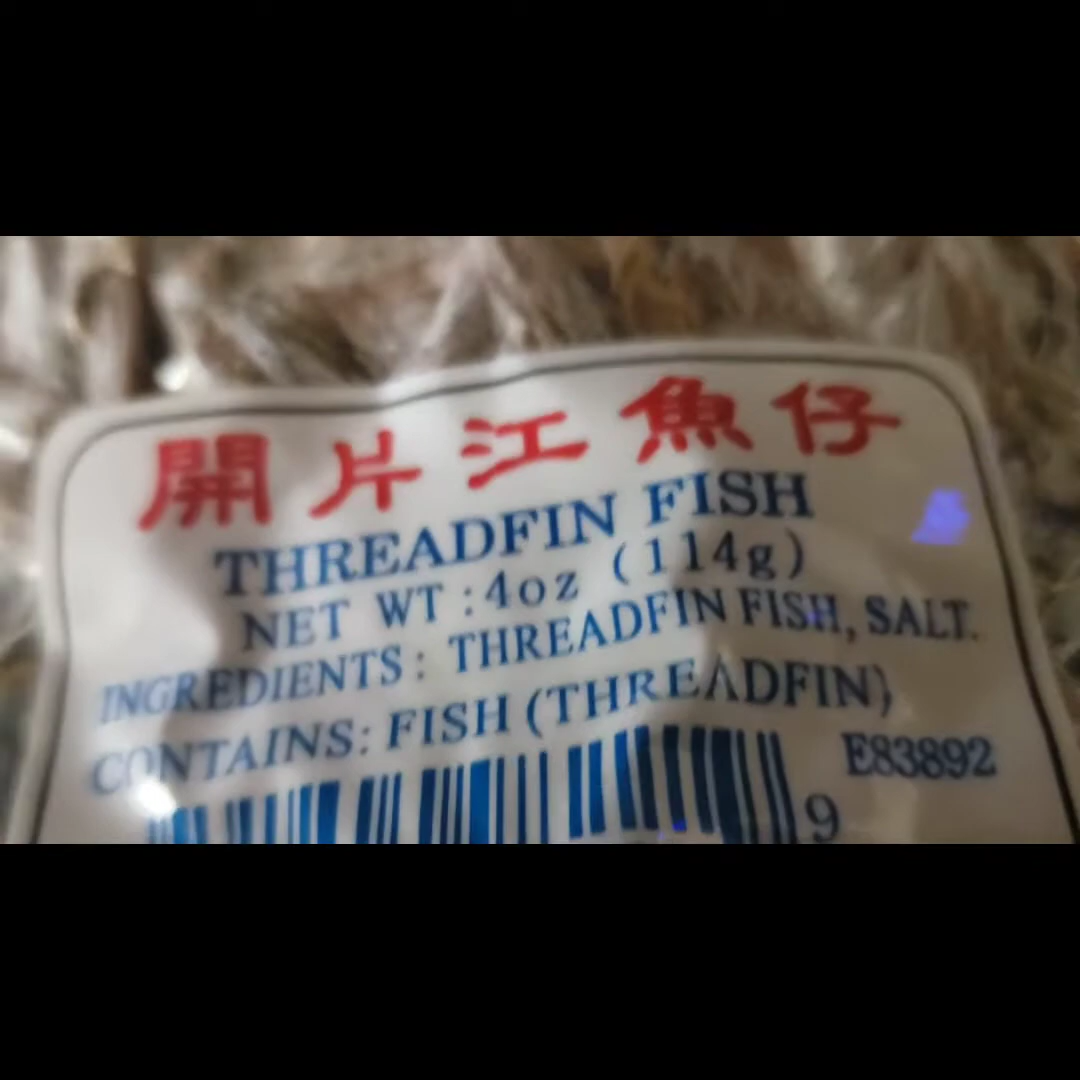 開片江魚仔
THREADFIN FISH
NET WT : 4oz (114g)
INGREDIENTS : THREADFIN FISH, SALT.
CONTAINS: FISH (THREADFIN)
E83892
9